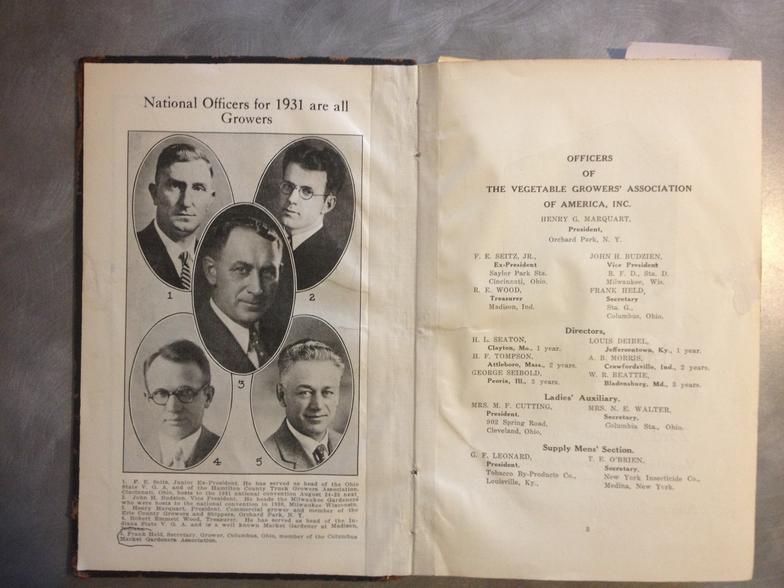 National Officers for 1931 are all
Growers
1
2
3
4
5
1. F. E. Seitz, Junior Ex-President. He has served as head of the Ohio
State V. G. A. and of the Hamilton County Truck Growers Association,
Cincinnati, Ohio, hosts to the 1931 national convention August 24-28 next.
2. John H. Budzien, Vice President. He heads the Milwaukee Gardeners
who were hosts to the national convention in 1930, Milwaukee Wisconsin.
3. Henry Marquart, President. Commercial grower and member of the
Erie County Growers and Shippers, Orchard Park, N. Y.
4. Robert Emmett Wood, Treasurer. He has served as head of the In-
diana State V. G. A. and is a well known Market Gardener at Madison,
Frank Held, Secretary, Grower, Columbus, Ohio, member of the Columbus
Market Gardeners Association.
OFFICERS
OF
THE VEGETABLE GROWERS' ASSOCIATION
OF AMERICA, INC.
HENRY G. MARQUART,
President,
Orchard Park, N. Y.
F. E. SEITZ, JR.,
Ex-President
Saylor Park Sta.
Cincinnati, Ohio.
R. E. WOOD,
Treasurer
Madison, Ind.
JOHN H. BUDZIEN,
Vice President
R. F. D., Sta. D.
Milwaukee, Wis.
FRANK HELD,
Secretary
Sta. G.,
Columbus, Ohio.
Directors,
H. L. SEATON,
Clayton, Mo., 1 year.
H. F. TOMPSON,
Attleboro, Mass., 2 years.
GEORGE SEIBOLD,
Peoria, Ill., 3 years.
LOUIS DEIBEL,
Jeffersontown, Ky., 1 year.
A. B. MORRIS,
Crawfordsville, Ind., 2 years.
W. R. BEATTIE,
Bladensburg, Md., 3 years.
Ladies' Auxiliary.
MRS. M. F. CUTTING,
President.
902 Spring Road,
Cleveland, Ohio,
MRS. N. E. WALTER,
Secretary,
Columbia Sta., Ohio.
Supply Mens' Section.
G. F. LEONARD,
President.
Tobacco By-Products Co.,
Louisville, Ky.,
T. E. O'BRIEN,
Secretary,
New York Insecticide Co.,
Medina, New York.